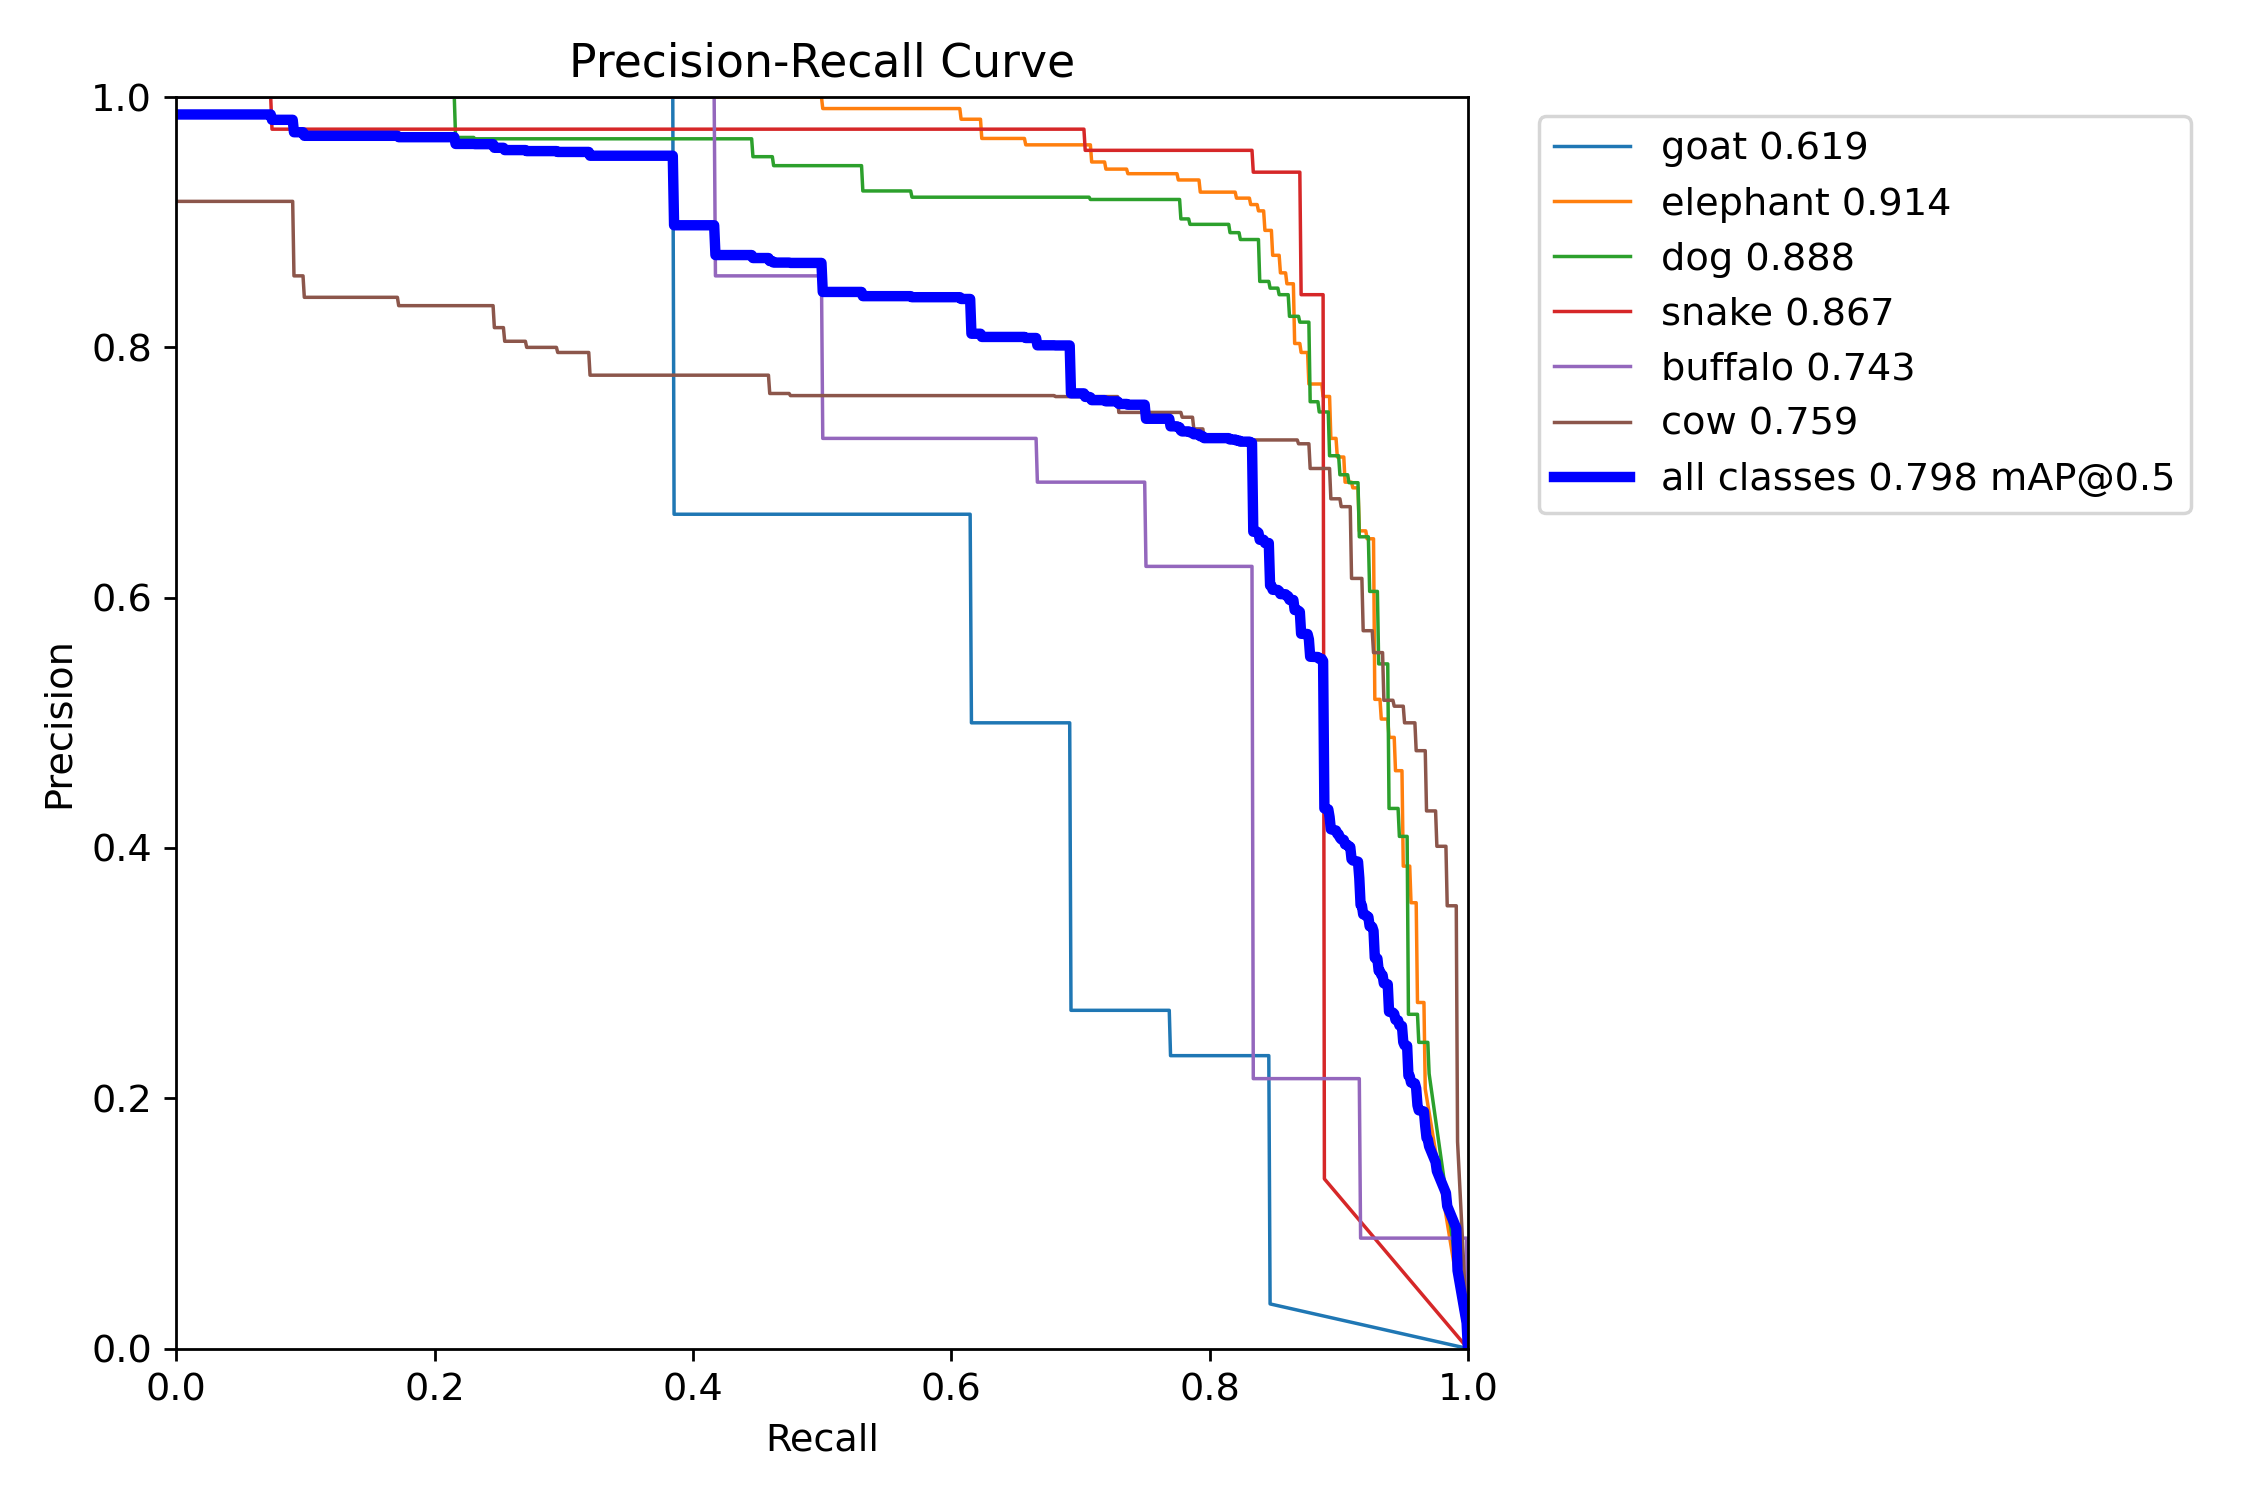 Precision-Recall Curve
1.0
0.8
0.6
0.4
0.2
0.0
Precision
0.0 0.2 0.4 0.6 0.8 1.0
Recall
goat 0.619
elephant 0.914
dog 0.888
snake 0.867
buffalo 0.743
cow 0.759
all classes 0.798 mAP@0.5